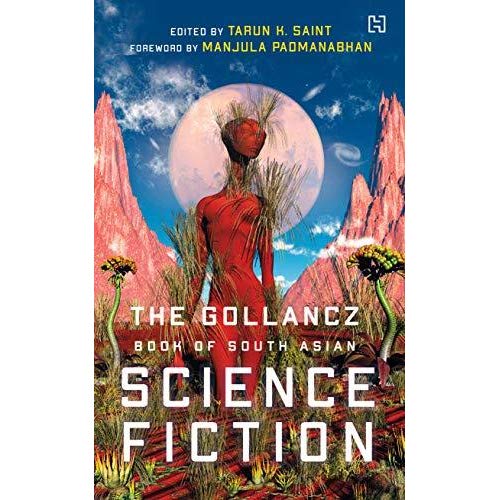 EDITED BY TARUN K. SAINT
FOREWORD BY MANJULA PADMANABHAN
THE GOLLANCZ
BOOK OF SOUTH ASIAN
SCIENCE
FICTION